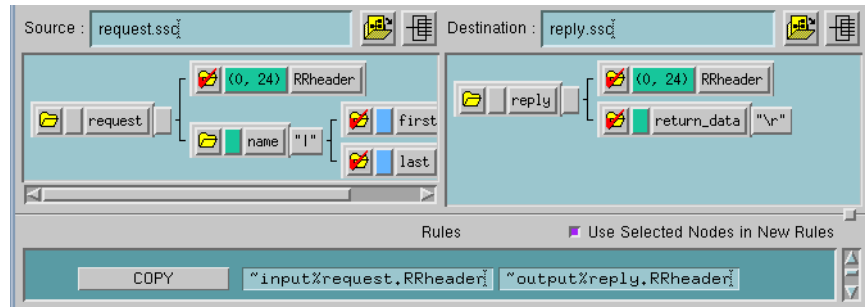 Source : request.ssc Destination : reply.ssc
(0, 24) RRheader (0, 24) RRheader
request reply
name "|" first return_data "\r"
last
Rules Use Selected Nodes in New Rules
COPY ~input%request.RRheader ~output%reply.RRheader